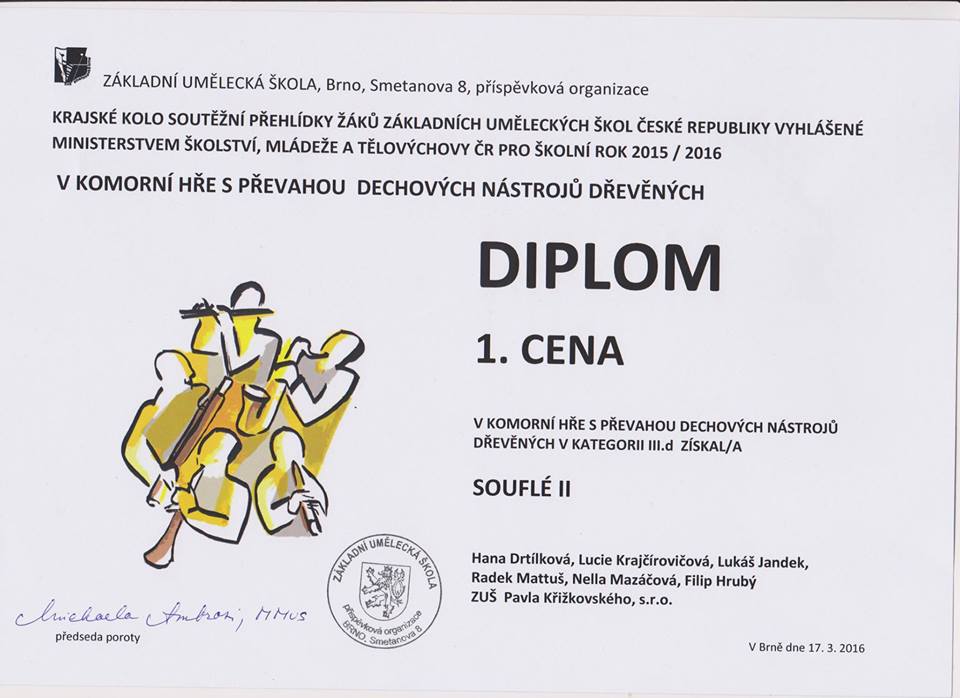 ZÁKLADNÍ UMĚLECKÁ ŠKOLA, Brno, Smetanova 8, příspěvková organizace
KRAJSKÉ KOLO SOUTĚŽNÍ PŘEHLÍDKY ŽÁKŮ ZÁKLADNÍCH UMĚLECKÝCH ŠKOL ČESKÉ REPUBLIKY VYHLÁŠENÉ
MINISTERSTVEM ŠKOLSTVÍ, MLÁDEŽE A TĚLOVÝCHOVY ČR PRO ŠKOLNÍ ROK 2015 / 2016
V KOMORNÍ HŘE S PŘEVAHOU DECHOVÝCH NÁSTROJŮ DŘEVĚNÝCH
DIPLOM
1. CENA
V KOMORNÍ HŘE S PŘEVAHOU DECHOVÝCH NÁSTROJŮ
DŘEVĚNÝCH V KATEGORII III.d ZÍSKAL/A
SOUFLÉ II
Hana Drtílková, Lucie Krajčírovičová, Lukáš Jandek,
Radek Mattuš, Nella Mazáčová, Filip Hrubý
ZUŠ Pavla Křižkovského, s.r.o.
ZÁKLADNÍ UMĚLECKÁ ŠKOLA
příspěvková organizace
BRNO, Smetanova 8
Michaela Ambrosi, MMUS
předseda poroty
V Brně dne 17. 3. 2016